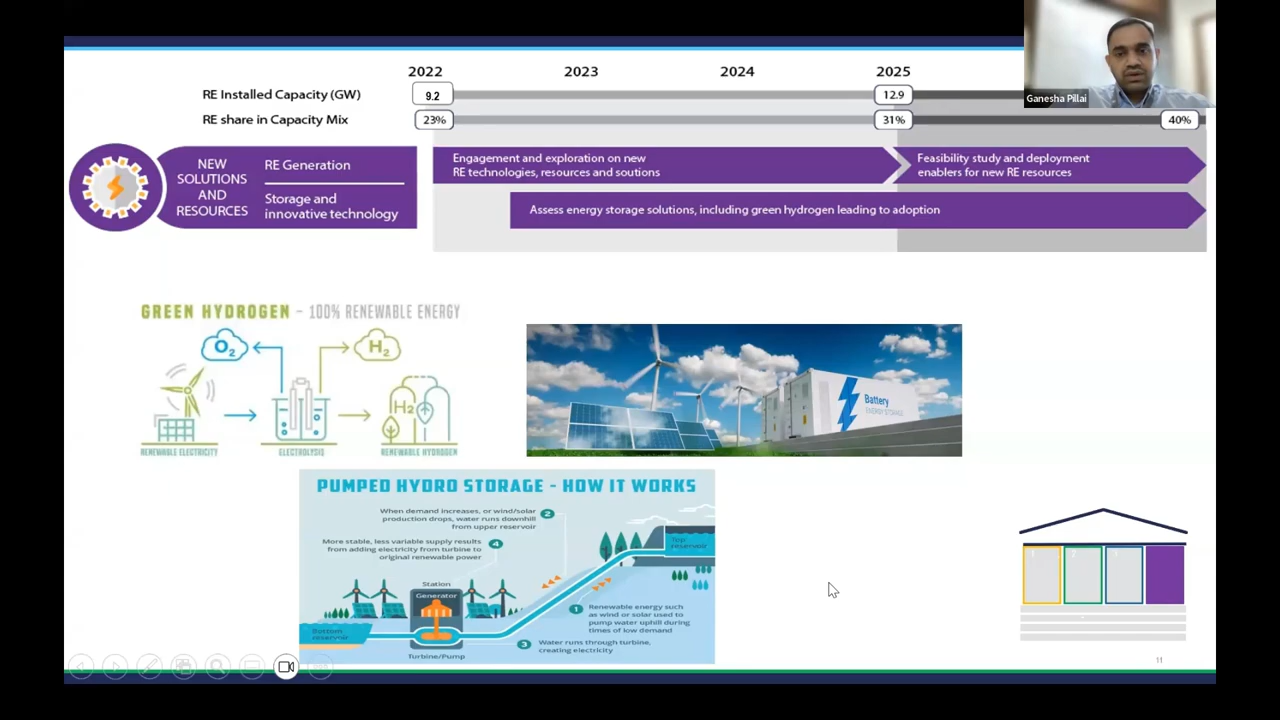 2022 2023 2024 2025
RE Installed Capacity (GW) 9.2 12.9
RE share in Capacity Mix 23% 31% 40%
Ganesha Pillai
NEW
SOLUTIONS
AND
RESOURCES
RE Generation
Storage and
innovative technology
Engagement and exploration on new
RE technologies, resources and soutions
Feasibility study and deployment
enablers for new RE resources
Assess energy storage solutions, including green hydrogen leading to adoption
GREEN HYDROGEN - 100% RENEWABLE ENERGY
O2
H2
H2
RENEWABLE ELECTRICITY
ELECTROLYSIS
RENEWABLE HYDROGEN
Battery
ENERGY STORAGE
PUMPED HYDRO STORAGE - HOW IT WORKS
When demand increases, or wind/solar
production drops, water runs downhill
from upper reservoir
2
More stable, less variable supply results
from adding electricity from turbine to
original renewable power
4
Top
reservoir
Station
Generator
1
Renewable energy such
as wind or solar used to
pump water uphill during
times of low demand
Bottom
reservoir
3
Water runs through turbine,
creating electricity
Turbine/Pump
1 2 3
11